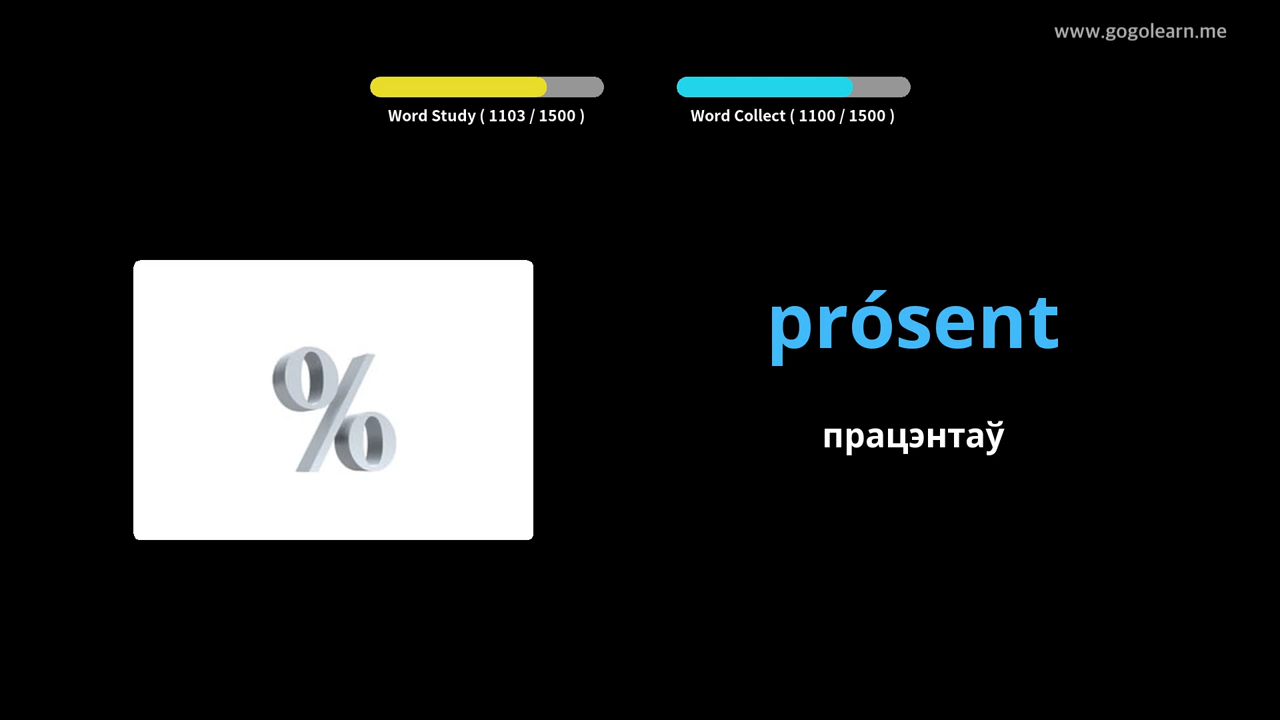 www.gogolearn.me
Word Study ( 1103 / 1500 )
Word Collect ( 1100 / 1500 )
%
prósent
працэнтаў